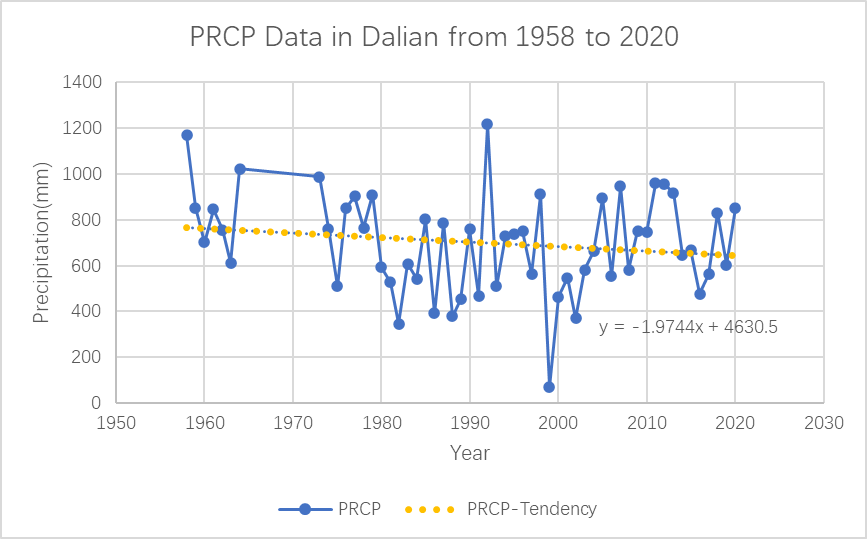 PRCP Data in Dalian from 1958 to 2020
1400
1200
1000
800
600
400
200
0
Precipitation(mm)
y = -1.9744x + 4630.5
1950 1960 1970 1980 1990 2000 2010 2020 2030
Year
PRCP PRCP-Tendency